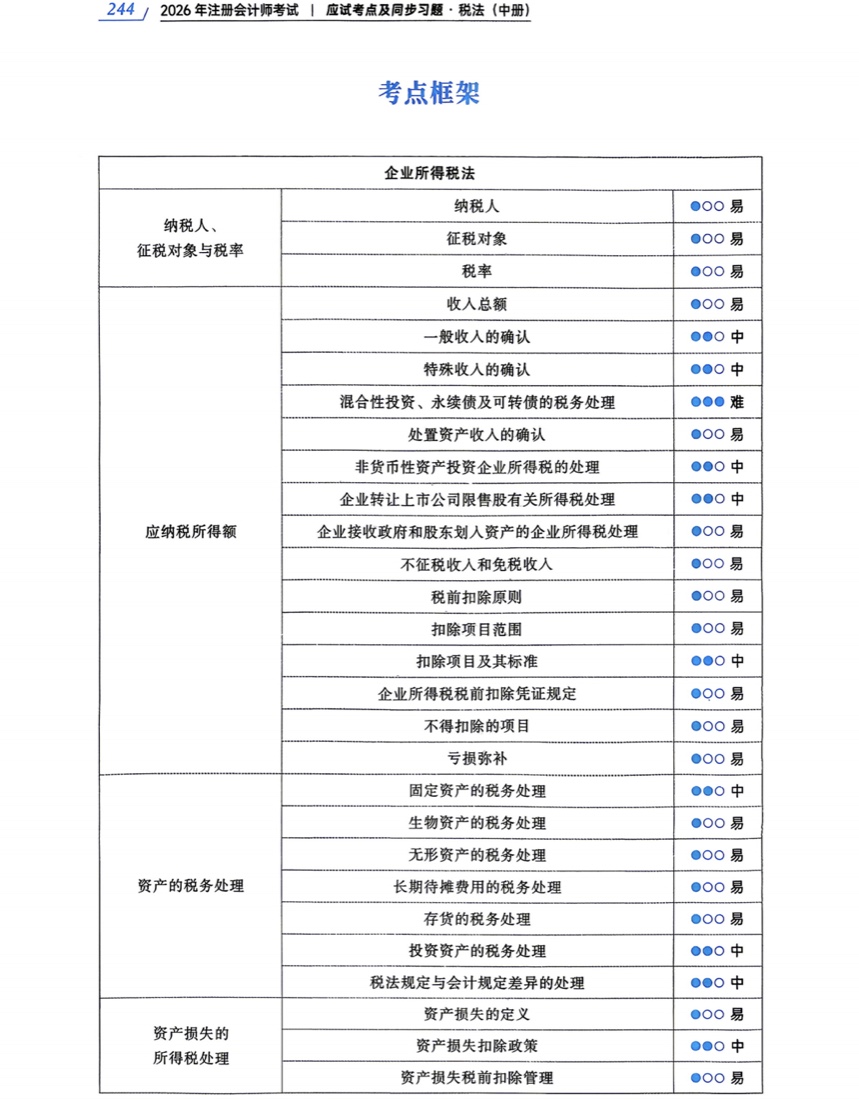 244 2026年注册会计师考试 | 应试考点及同步习题·税法（中册）
考点框架
企业所得税法
纳税人、
征税对象与税率
纳税人 易
征税对象 易
税率 易
应纳税所得额
收入总额 易
一般收入的确认 中
特殊收入的确认 中
混合性投资、永续债及可转债的税务处理 难
处置资产收入的确认 易
非货币性资产投资企业所得税的处理 中
企业转让上市公司限售股有关所得税处理 中
企业接收政府和股东划入资产的企业所得税处理 易
不征税收入和免税收入 易
税前扣除原则 易
扣除项目范围 易
扣除项目及其标准 中
企业所得税税前扣除凭证规定 易
不得扣除的项目 易
亏损弥补 易
资产的税务处理
固定资产的税务处理 中
生物资产的税务处理 易
无形资产的税务处理 易
长期待摊费用的税务处理 易
存货的税务处理 易
投资资产的税务处理 中
税法规定与会计规定差异的处理 中
资产损失的
所得税处理
资产损失的定义 易
资产损失扣除政策 中
资产损失税前扣除管理 易